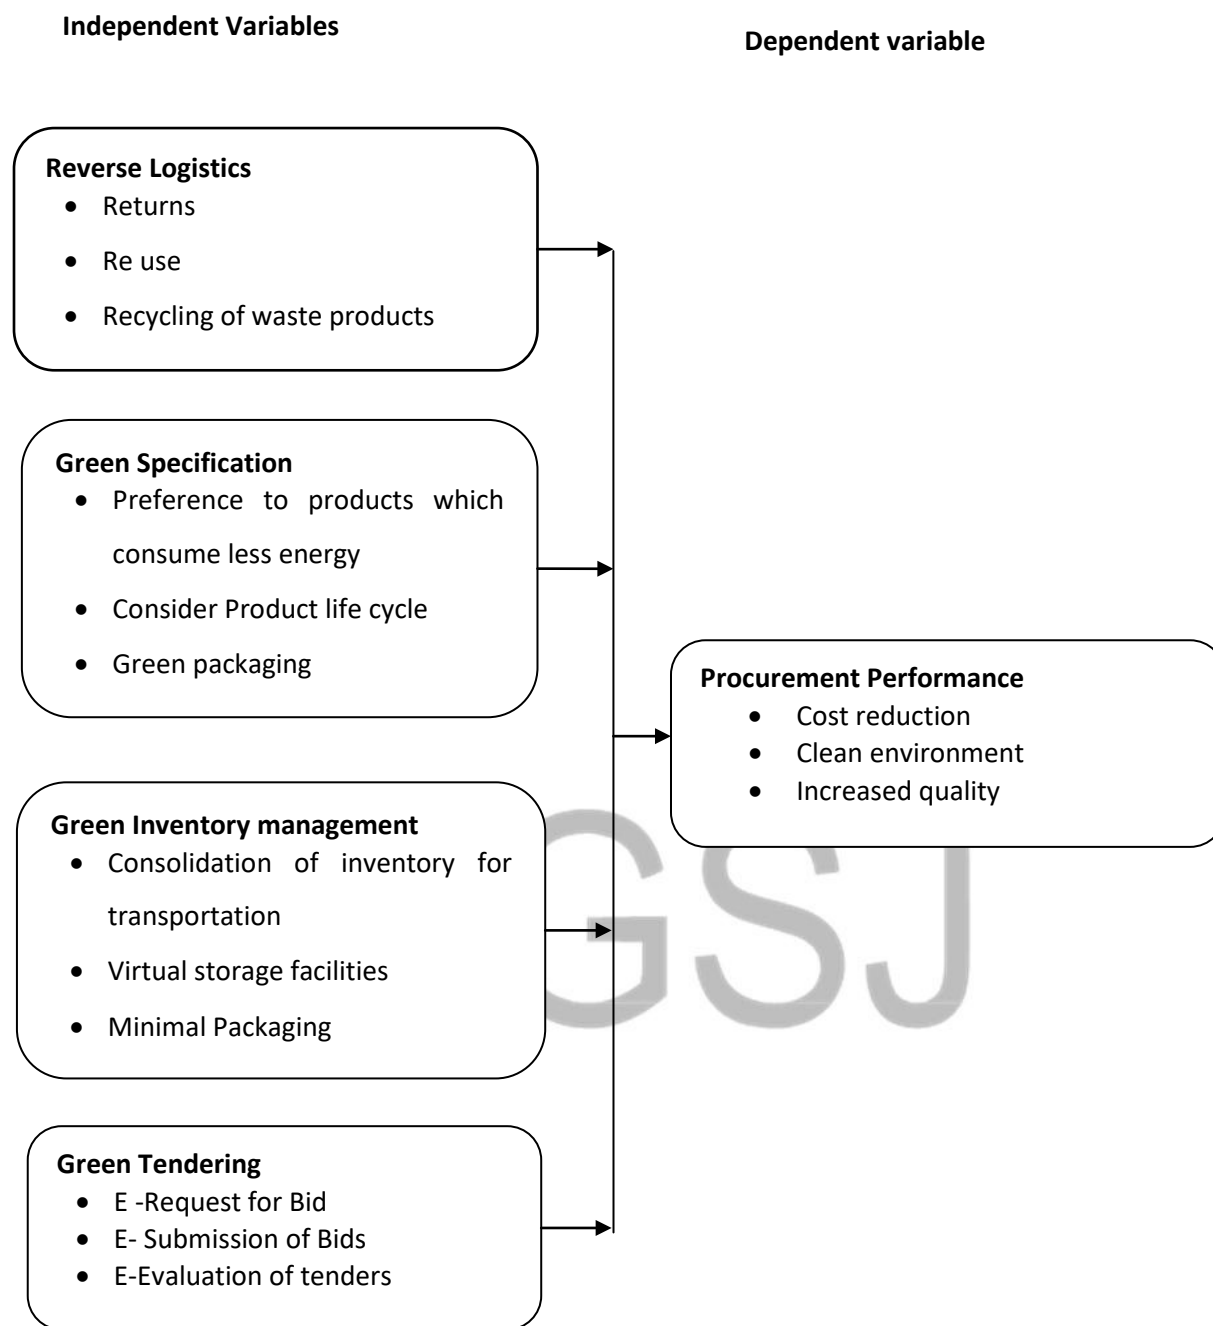 Independent Variables
Dependent variable
Reverse Logistics
• Returns
• Re use
• Recycling of waste products
Green Specification
• Preference to products which
consume less energy
• Consider Product life cycle
• Green packaging
Procurement Performance
• Cost reduction
• Clean environment
• Increased quality
Green Inventory management
• Consolidation of inventory for
transportation
• Virtual storage facilities
• Minimal Packaging
GSJ
Green Tendering
• E -Request for Bid
• E- Submission of Bids
• E-Evaluation of tenders